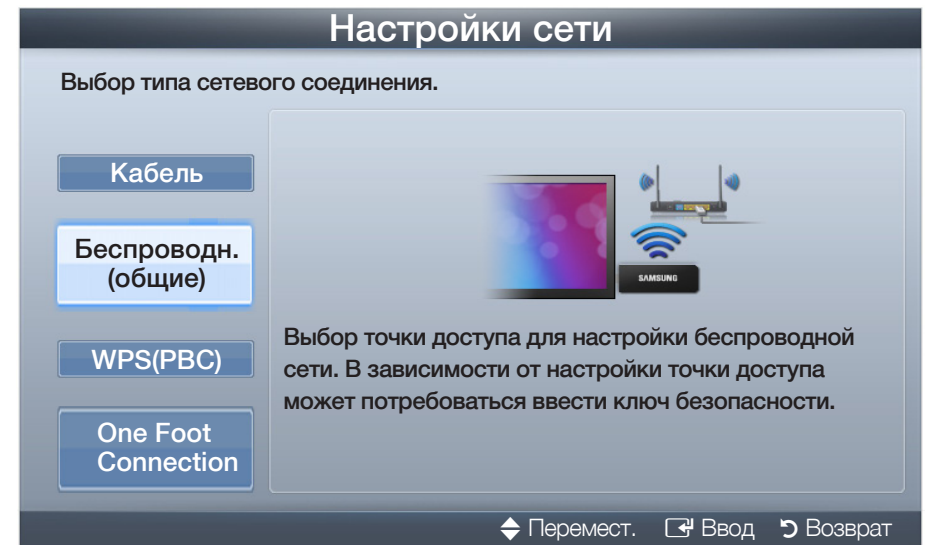 Настройки сети
Выбор типа сетевого соединения.
Кабель
Беспроводн.
(общие)
WPS(PBC)
One Foot
Connection
SAMSUNG
Выбор точки доступа для настройки беспроводной
сети. В зависимости от настройки точки доступа
может потребоваться ввести ключ безопасности.
Перемест. Ввод Возврат